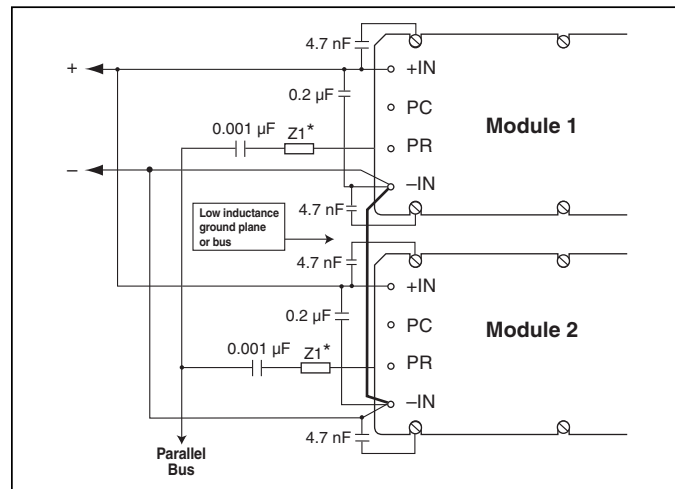 4.7 nF
+
+IN
0.2 µF
PC
Module 1
0.001 µF
Z1*
PR
–
–IN
4.7 nF
Low inductance
ground plane
or bus
4.7 nF
+IN
0.2 µF
PC
Module 2
0.001 µF
Z1*
PR
–IN
4.7 nF
Parallel
Bus